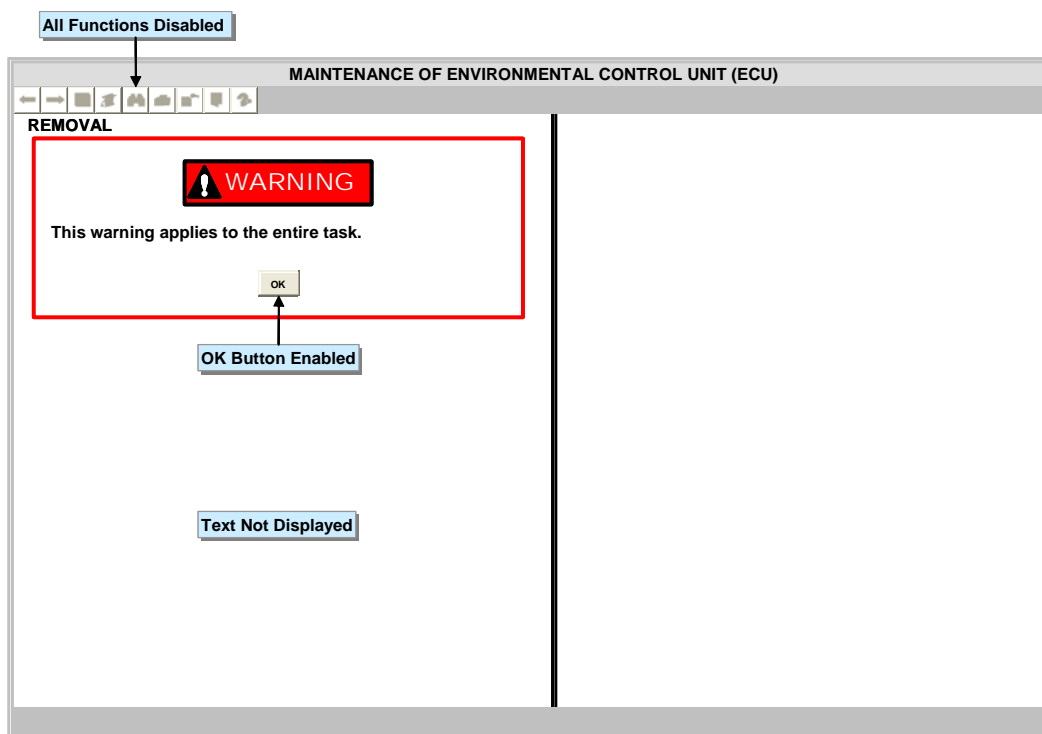 All Functions Disabled
MAINTENANCE OF ENVIRONMENTAL CONTROL UNIT (ECU)
REMOVAL
WARNING
This warning applies to the entire task.
OK
OK Button Enabled
Text Not Displayed